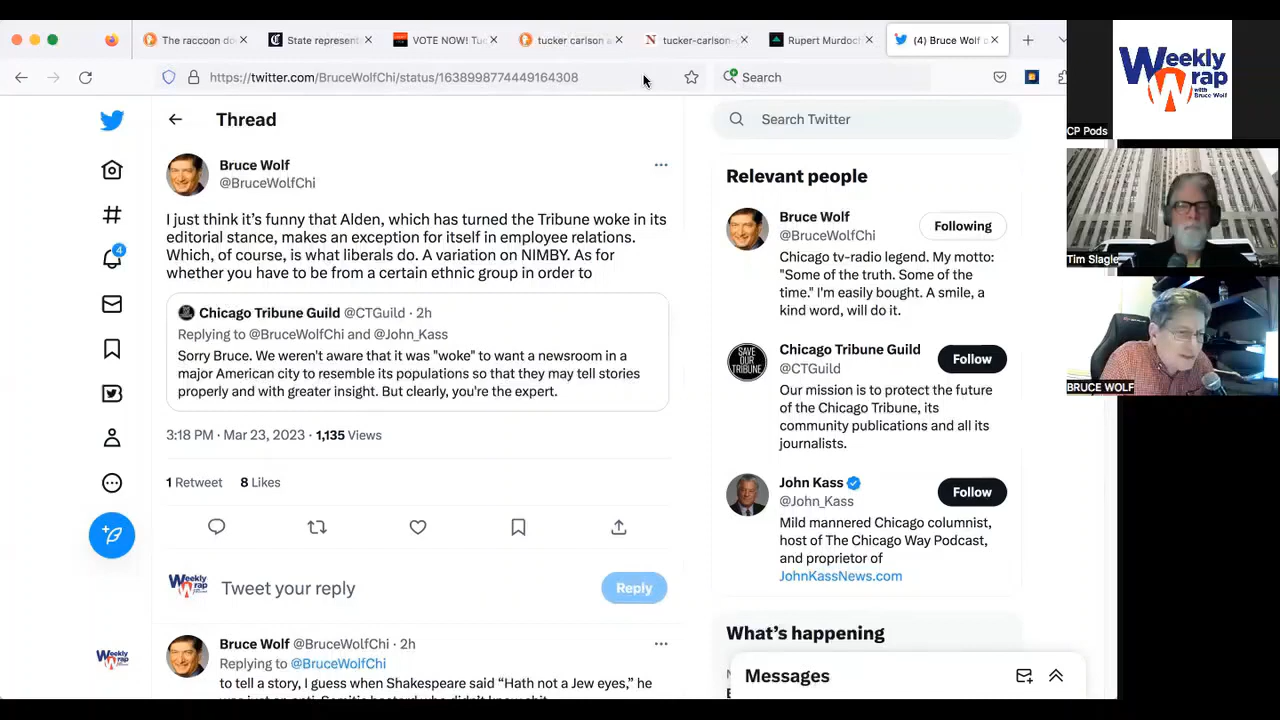 The raccoon do
State represent
VOTE NOW! Tuc
tucker carlson a
tucker-carlson-
Rupert Murdoch
(4) Bruce Wolf o
https://twitter.com/BruceWolfChi/status/1638998774449164308
Search
Thread
Search Twitter
Bruce Wolf
@BruceWolfChi
I just think it's funny that Alden, which has turned the Tribune woke in its
editorial stance, makes an exception for itself in employee relations.
Which, of course, is what liberals do. A variation on NIMBY. As for
whether you have to be from a certain ethnic group in order to
Chicago Tribune Guild @CTGuild · 2h
Replying to @BruceWolfChi and @John_Kass
Sorry Bruce. We weren't aware that it was "woke" to want a newsroom in a
major American city to resemble its populations so that they may tell stories
properly and with greater insight. But clearly, you're the expert.
3:18 PM · Mar 23, 2023 · 1,135 Views
1 Retweet 8 Likes
Tweet your reply
Reply
Bruce Wolf @BruceWolfChi · 2h
Replying to @BruceWolfChi
to tell a story, I guess when Shakespeare said "Hath not a Jew eyes," he
4
Relevant people
Bruce Wolf
@BruceWolfChi
Following
Chicago tv-radio legend. My motto:
"Some of the truth. Some of the
time." I'm easily bought. A smile, a
kind word, will do it.
Chicago Tribune Guild
@CTGuild
Follow
SAVE
OUR
TRIBUNE
Our mission is to protect the future
of the Chicago Tribune, its
community publications and all its
journalists.
John Kass
@John_Kass
Follow
Mild mannered Chicago columnist,
host of The Chicago Way Podcast,
and proprietor of
JohnKassNews.com
What's happening
Messages
Weekly
Wrap
with
Bruce Wolf
CP Pods
Tim Slagle
BRUCE WOLF